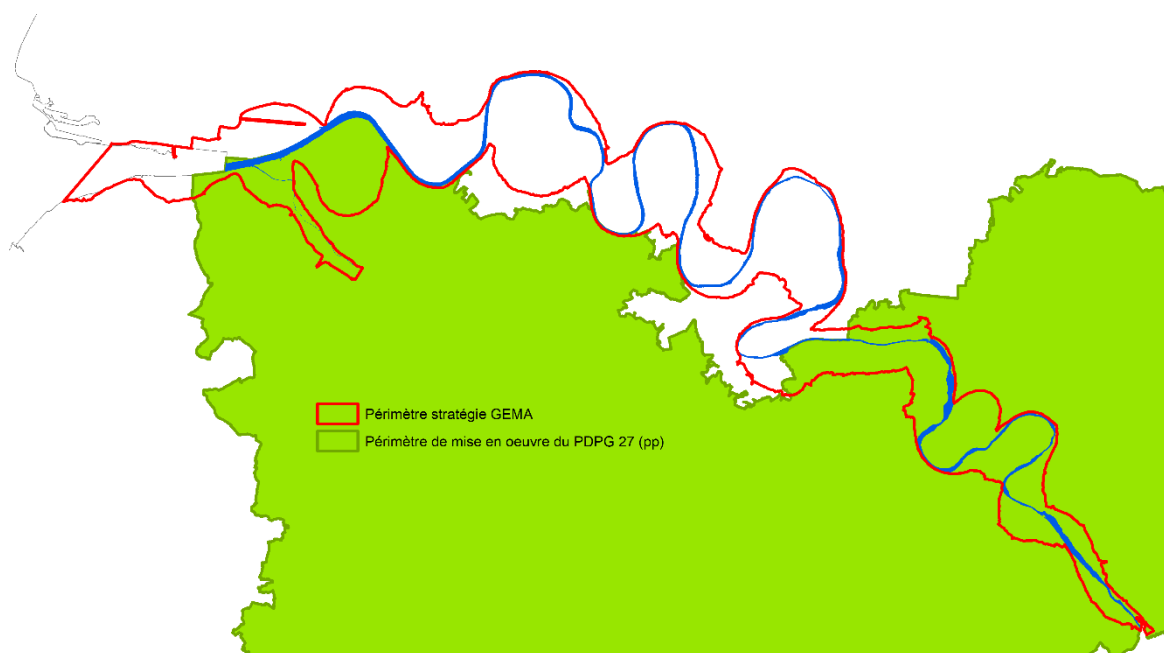 Périmètre stratégie GEMA
Périmètre de mise en oeuvre du PDPG 27 (pp)